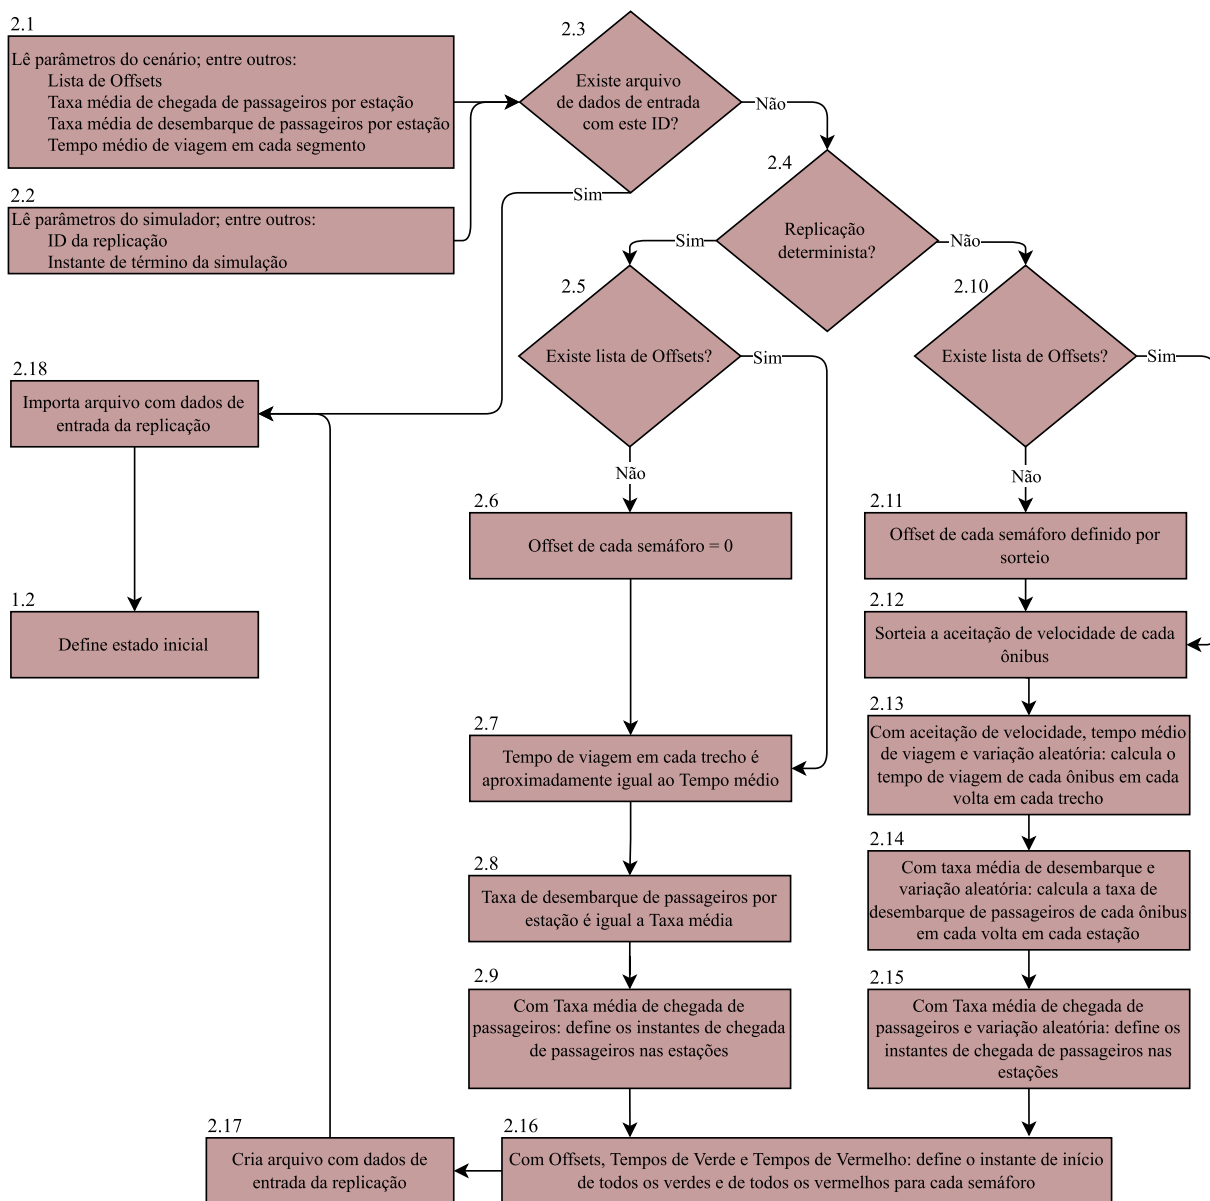 2.1
Lê parâmetros do cenário; entre outros:
Lista de Offsets
Taxa média de chegada de passageiros por estação
Taxa média de desembarque de passageiros por estação
Tempo médio de viagem em cada segmento
2.2
Lê parâmetros do simulador; entre outros:
ID da replicação
Instante de término da simulação
2.3
Existe arquivo
de dados de entrada
com este ID?
Não
Sim
2.4
Replicação
determinista?
Sim
Não
2.5
Existe lista de Offsets?
Sim
Não
2.10
Existe lista de Offsets?
Sim
Não
2.18
Importa arquivo com dados de
entrada da replicação
1.2
Define estado inicial
2.6
Offset de cada semáforo = 0
2.7
Tempo de viagem em cada trecho é
aproximadamente igual ao Tempo médio
2.8
Taxa de desembarque de passageiros por
estação é igual a Taxa média
2.9
Com Taxa média de chegada de
passageiros: define os instantes de chegada
de passageiros nas estações
2.11
Offset de cada semáforo definido por
sorteio
2.12
Sorteia a aceitação de velocidade de cada
ônibus
2.13
Com aceitação de velocidade, tempo médio
de viagem e variação aleatória: calcula o
tempo de viagem de cada ônibus em cada
volta em cada trecho
2.14
Com taxa média de desembarque e
variação aleatória: calcula a taxa de
desembarque de passageiros de cada ônibus
em cada volta em cada estação
2.15
Com Taxa média de chegada de
passageiros e variação aleatória: define os
instantes de chegada de passageiros nas
estações
2.16
Com Offsets, Tempos de Verde e Tempos de Vermelho: define o instante de início
de todos os verdes e de todos os vermelhos para cada semáforo
2.17
Cria arquivo com dados de
entrada da replicação